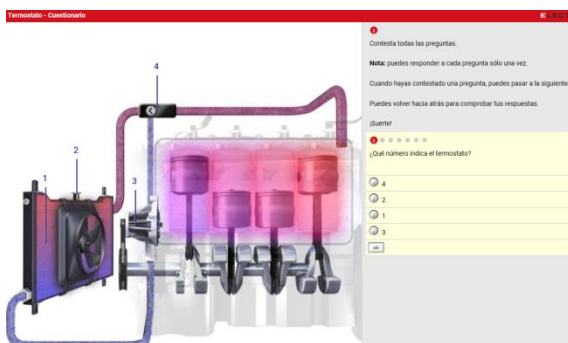 Termostato - Cuestionario
4
2
1
3
1
Contesta todas las preguntas.
Nota: puedes responder a cada pregunta sólo una vez.
Cuando hayas contestado una pregunta, puedes pasar a la siguiente
Puedes volver hacia atrás para comprobar tus respuestas.
¡Suerte!
1
¿Qué número indica el termostato?
4
2
1
3